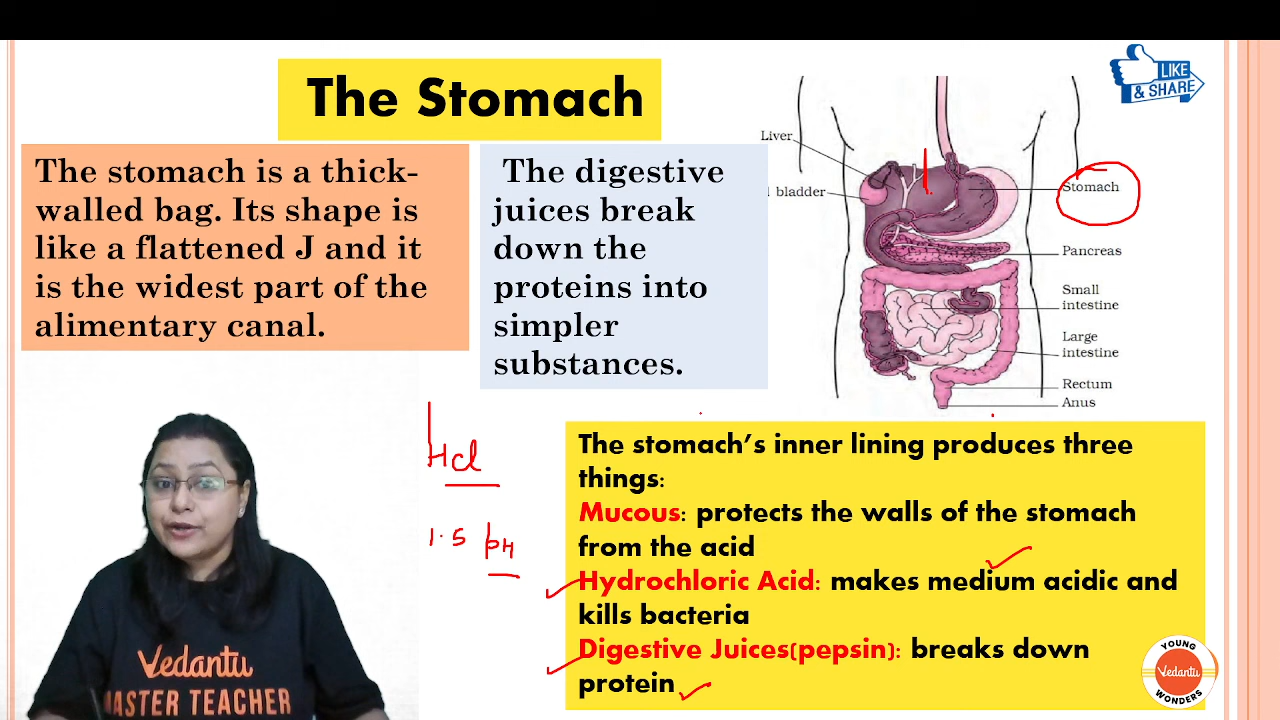 The Stomach
LIKE
& SHARE
The stomach is a thick-
walled bag. Its shape is
like a flattened J and it
is the widest part of the
alimentary canal.
The digestive
juices break
down the
proteins into
simpler
substances.
Liver
l bladder
Stomach
Pancreas
Small
intestine
Large
intestine
Rectum
Anus
Hcl
1.5 pH
The stomach's inner lining produces three
things:
Mucous: protects the walls of the stomach
from the acid
Hydrochloric Acid: makes medium acidic and
kills bacteria
Digestive Juices(pepsin): breaks down
protein
Vedantu
MASTER TEACHER
YOUNG
Vedantu
WONDERS